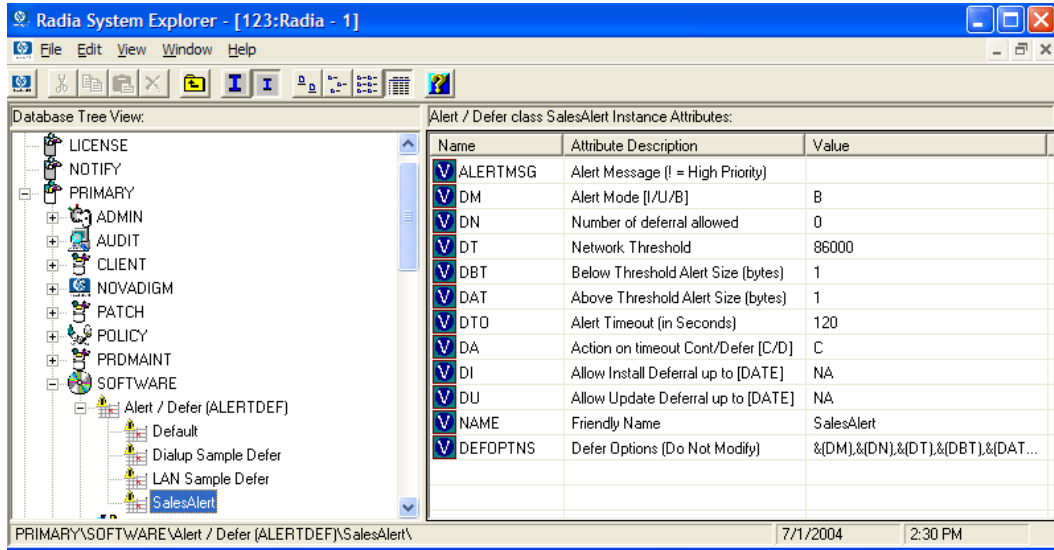 Radia System Explorer - [123:Radia - 1]
File Edit View Window Help
Database Tree View:
Alert / Defer class SalesAlert Instance Attributes:
LICENSE
NOTIFY
PRIMARY
ADMIN
AUDIT
CLIENT
NOVADIGM
PATCH
POLICY
PRDMAINT
SOFTWARE
Alert / Defer (ALERTDEF)
Default
Dialup Sample Defer
LAN Sample Defer
SalesAlert
Name Attribute Description Value
V ALERTMSG Alert Message (! = High Priority)
V DM Alert Mode [I/U/B] B
V DN Number of deferral allowed 0
V DT Network Threshold 86000
V DBT Below Threshold Alert Size (bytes) 1
V DAT Above Threshold Alert Size (bytes) 1
V DTO Alert Timeout (in Seconds) 120
V DA Action on timeout Cont/Defer [C/D] C
V DI Allow Install Deferral up to [DATE] NA
V DU Allow Update Deferral up to [DATE] NA
V NAME Friendly Name SalesAlert
V DEFOPTNS Defer Options (Do Not Modify) &(DM),&(DN),&(DT),&(DBT),&(DAT...
PRIMARY\SOFTWARE\Alert / Defer (ALERTDEF)\SalesAlert\ 7/1/2004 2:30 PM